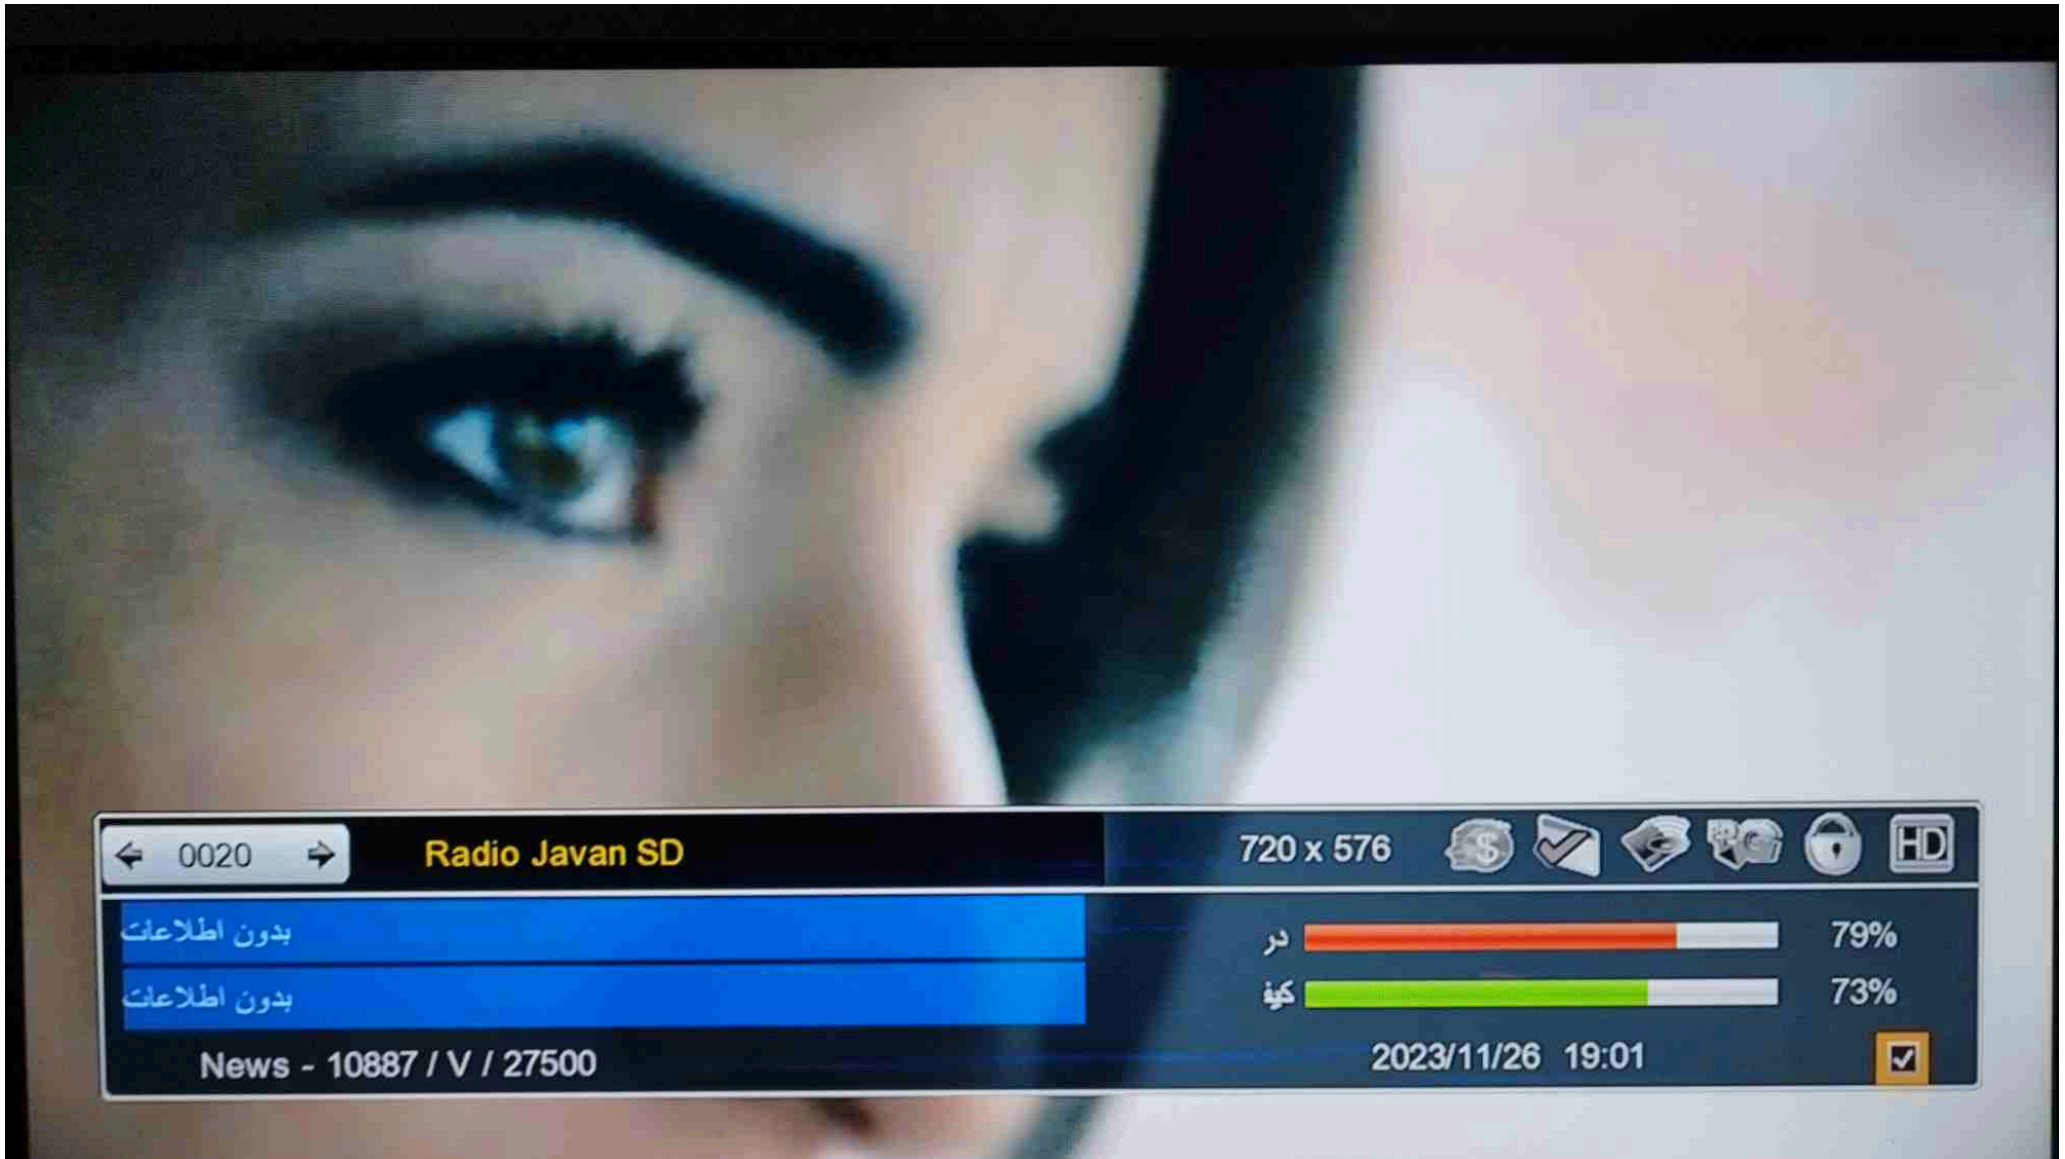 0020 Radio Javan SD 720 x 576 $ HD
بدون اطلاعات
در 79%
بدون اطلاعات
کیف 73%
News - 10887 / V / 27500 2023/11/26 19:01